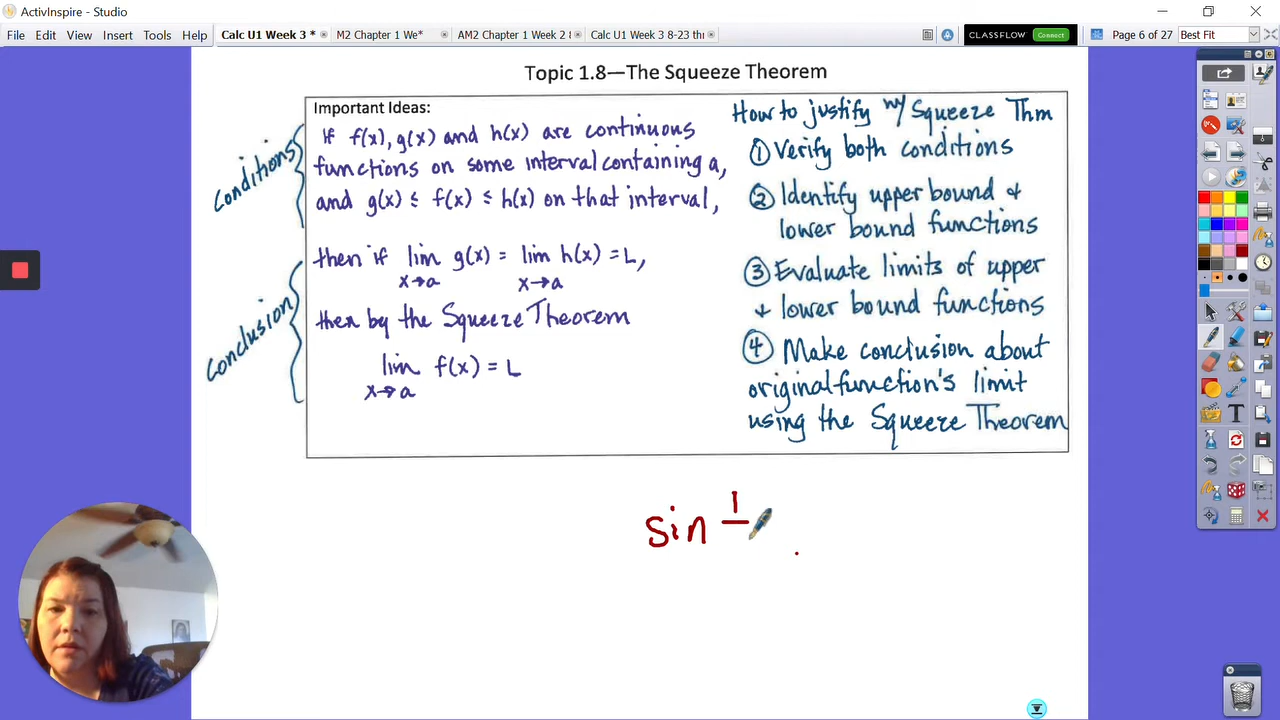 ActivInspire - Studio
File Edit View Insert Tools Help
Calc U1 Week 3 * M2 Chapter 1 We* AM2 Chapter 1 Week 2 Calc U1 Week 3 8-23 thr
CLASSFLOW Connect
Page 6 of 27 Best Fit
Topic 1.8—The Squeeze Theorem
Important Ideas:
If f(x), g(x) and h(x) are continuous
functions on some interval containing a,
and g(x) ≤ f(x) ≤ h(x) on that interval,
then if lim g(x) = lim h(x) = L,
x→a x→a
then by the Squeeze Theorem
lim f(x) = L
x→a
conditions
conclusion
How to justify w/ Squeeze Thm
① Verify both conditions
② Identify upper bound &
lower bound functions
③ Evaluate limits of upper
& lower bound functions
④ Make conclusion about
original function's limit
using the Squeeze Theorem
sin 1